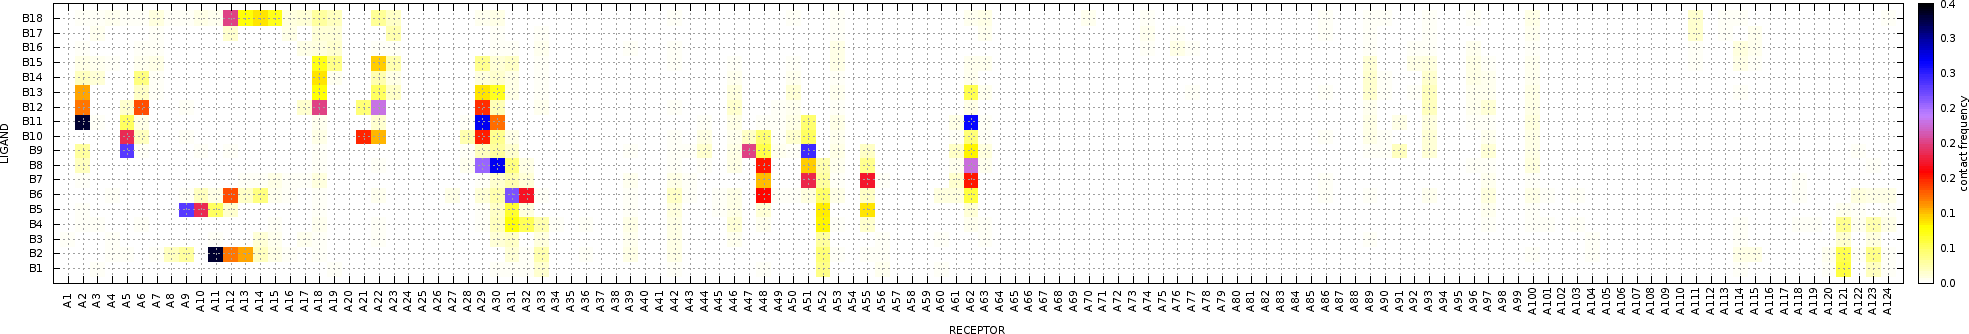 B18
B17
B16
B15
B14
B13
B12
B11
B10
B9
B8
B7
B6
B5
B4
B3
B2
B1
LIGAND
A1 A2 A3 A4 A5 A6 A7 A8 A9 A10 A11 A12 A13 A14 A15 A16 A17 A18 A19 A20 A21 A22 A23 A24 A25 A26 A27 A28 A29 A30 A31 A32 A33 A34 A35 A36 A37 A38 A39 A40 A41 A42 A43 A44 A45 A46 A47 A48 A49 A50 A51 A52 A53 A54 A55 A56 A57 A58 A59 A60 A61 A62 A63 A64 A65 A66 A67 A68 A69 A70 A71 A72 A73 A74 A75 A76 A77 A78 A79 A80 A81 A82 A83 A84 A85 A86 A87 A88 A89 A90 A91 A92 A93 A94 A95 A96 A97 A98 A99 A100 A101 A102 A103 A104 A105 A106 A107 A108 A109 A110 A111 A112 A113 A114 A115 A116 A117 A118 A119 A120 A121 A122 A123 A124
RECEPTOR
0.4
0.3
0.3
0.2
0.2
0.2
0.1
0.1
0.0
contact frequency